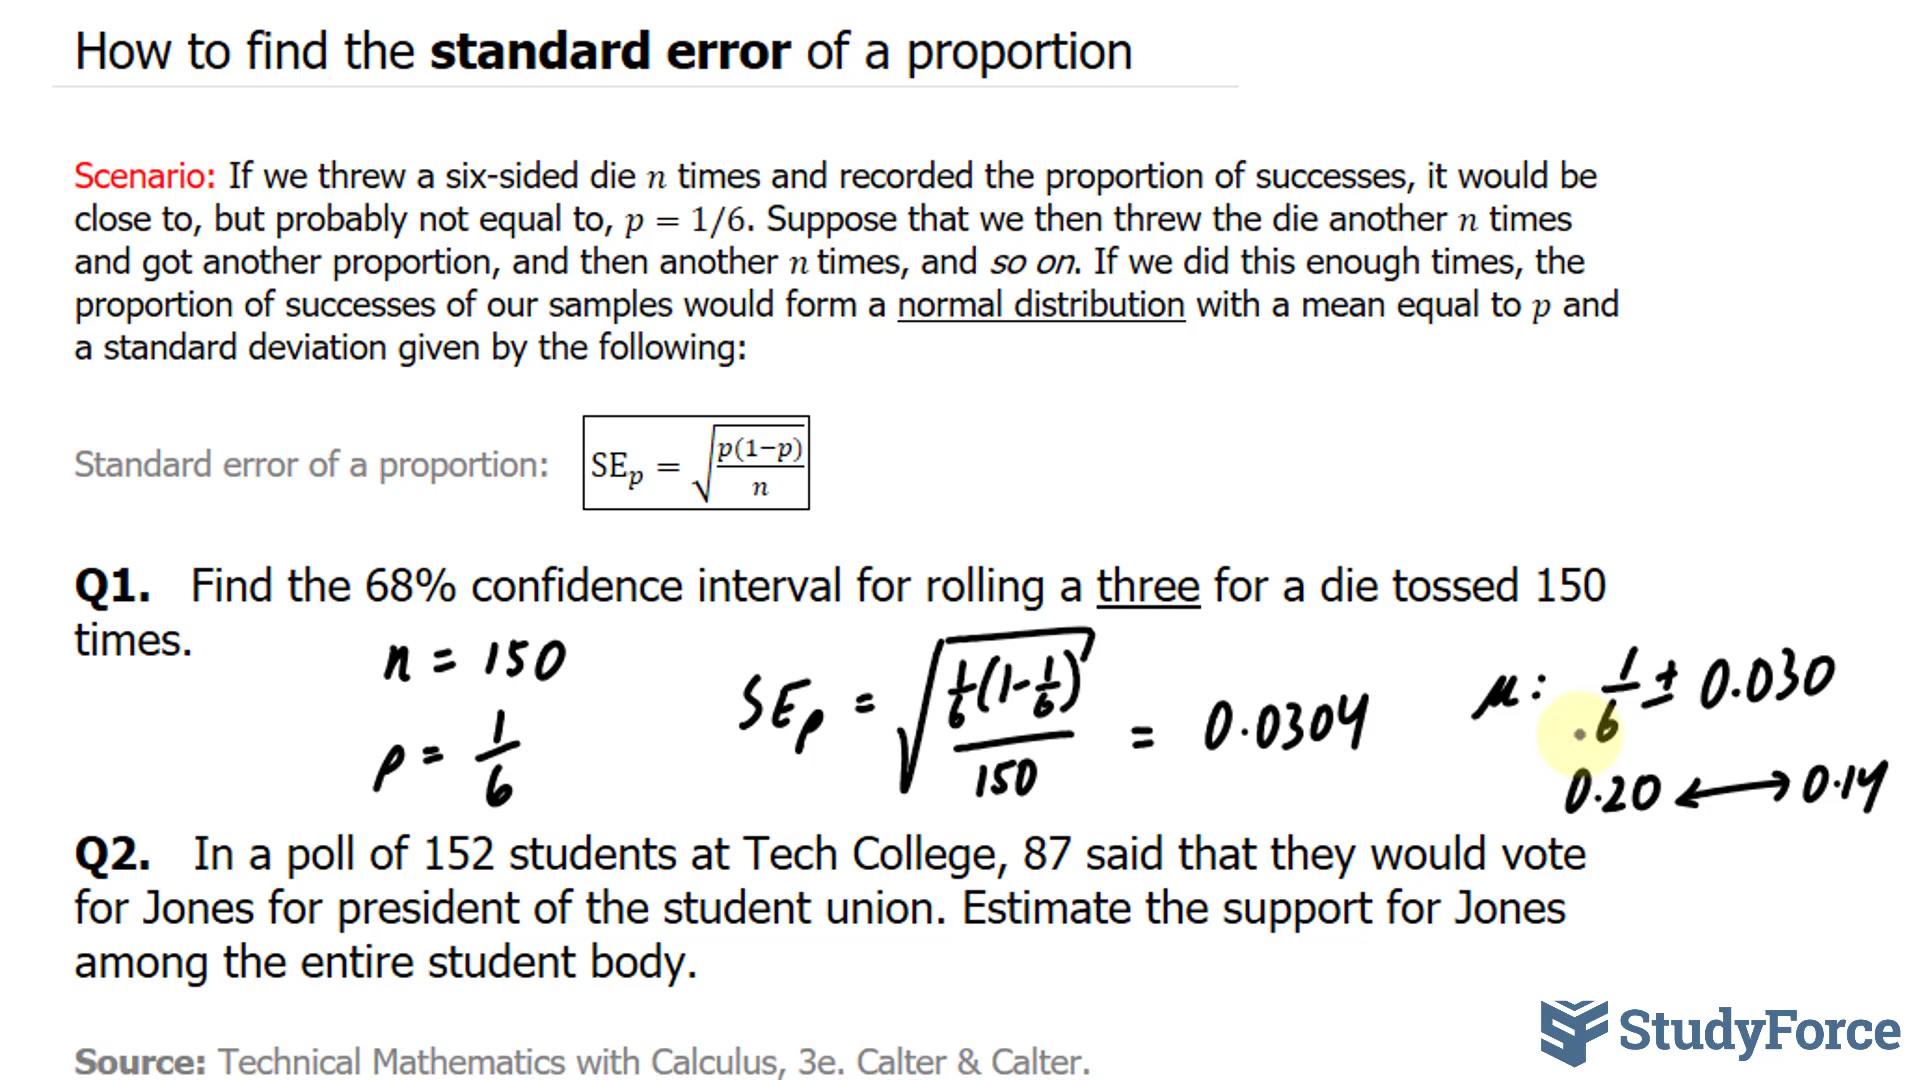 How to find the standard error of a proportion
Scenario: If we threw a six-sided die n times and recorded the proportion of successes, it would be
close to, but probably not equal to, p = 1/6. Suppose that we then threw the die another n times
and got another proportion, and then another n times, and so on. If we did this enough times, the
proportion of successes of our samples would form a normal distribution with a mean equal to p and
a standard deviation given by the following:
Standard error of a proportion: SEₚ = √(p(1−p)/n)
Q1. Find the 68% confidence interval for rolling a three for a die tossed 150
times.
n = 150
p = 1/6
SEₚ = √(1/6(1-1/6)/150) = 0.0304
μ: 1/6 ± 0.030
0.20 ⟷ 0.14
Q2. In a poll of 152 students at Tech College, 87 said that they would vote
for Jones for president of the student union. Estimate the support for Jones
among the entire student body.
Source: Technical Mathematics with Calculus, 3e. Calter & Calter.
StudyForce